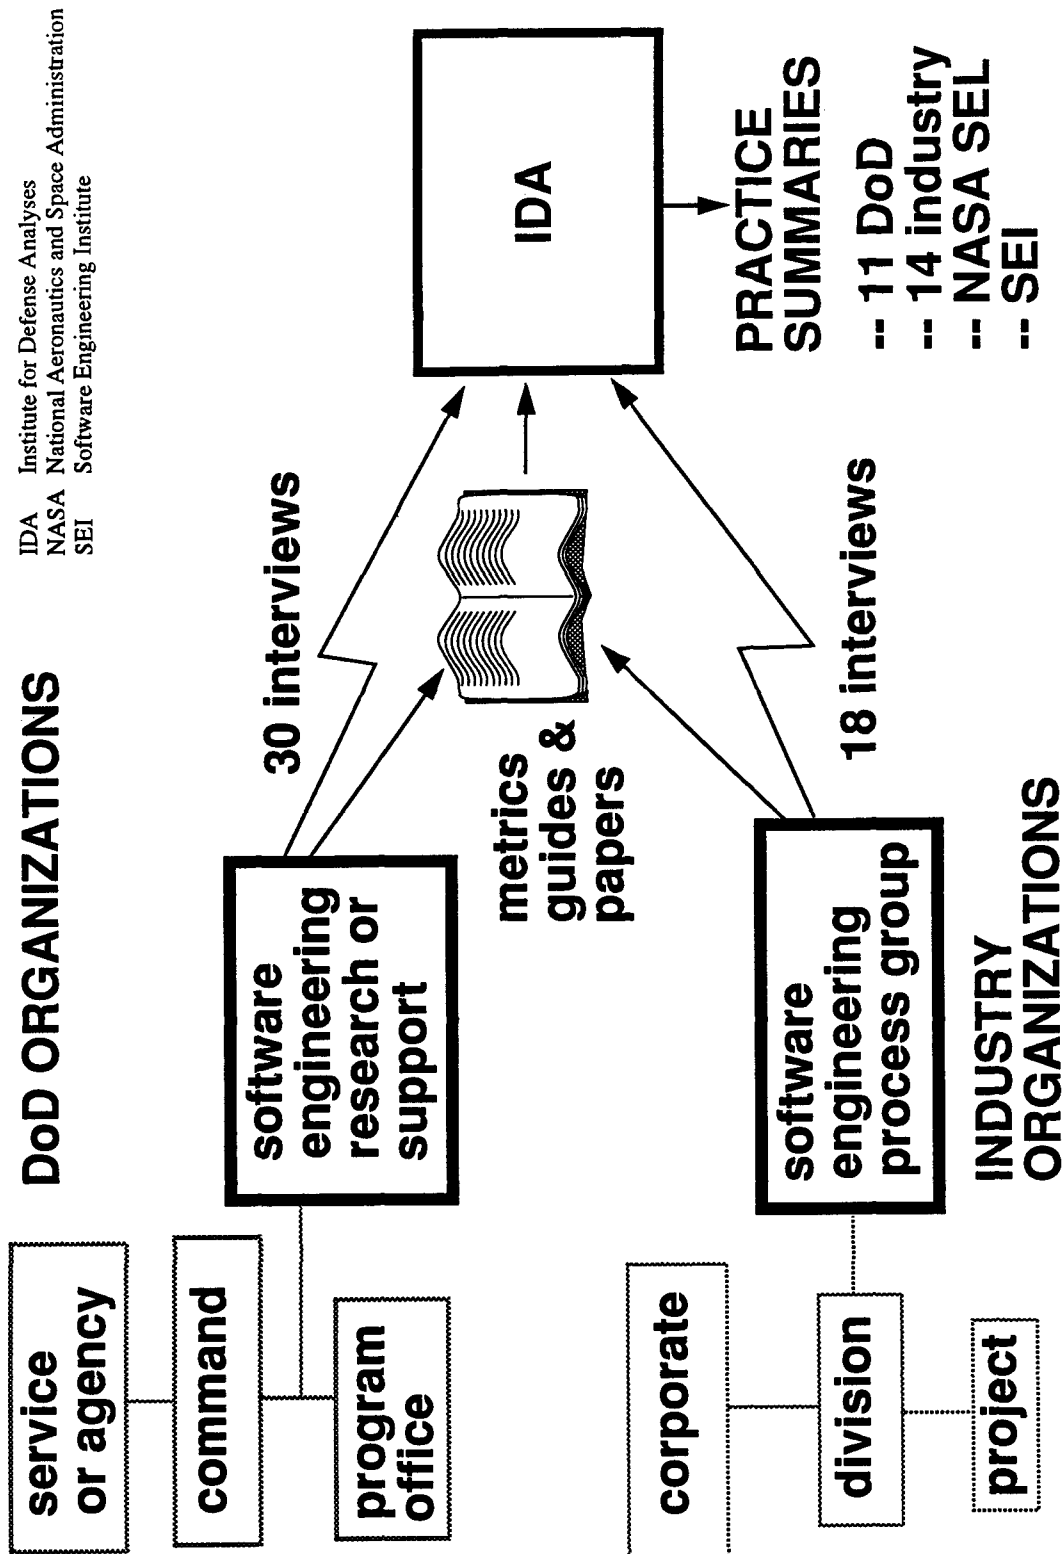 IDA Institute for Defense Analyses
NASA National Aeronautics and Space Administration
SEI Software Engineering Institute
DoD ORGANIZATIONS
service
or agency
command
program
office
software
engineering
research or
support
30 interviews
metrics
guides &
papers
IDA
PRACTICE
SUMMARIES
-- 11 DoD
-- 14 industry
-- NASA SEL
-- SEI
18 interviews
corporate
division
project
software
engineering
process group
INDUSTRY
ORGANIZATIONS